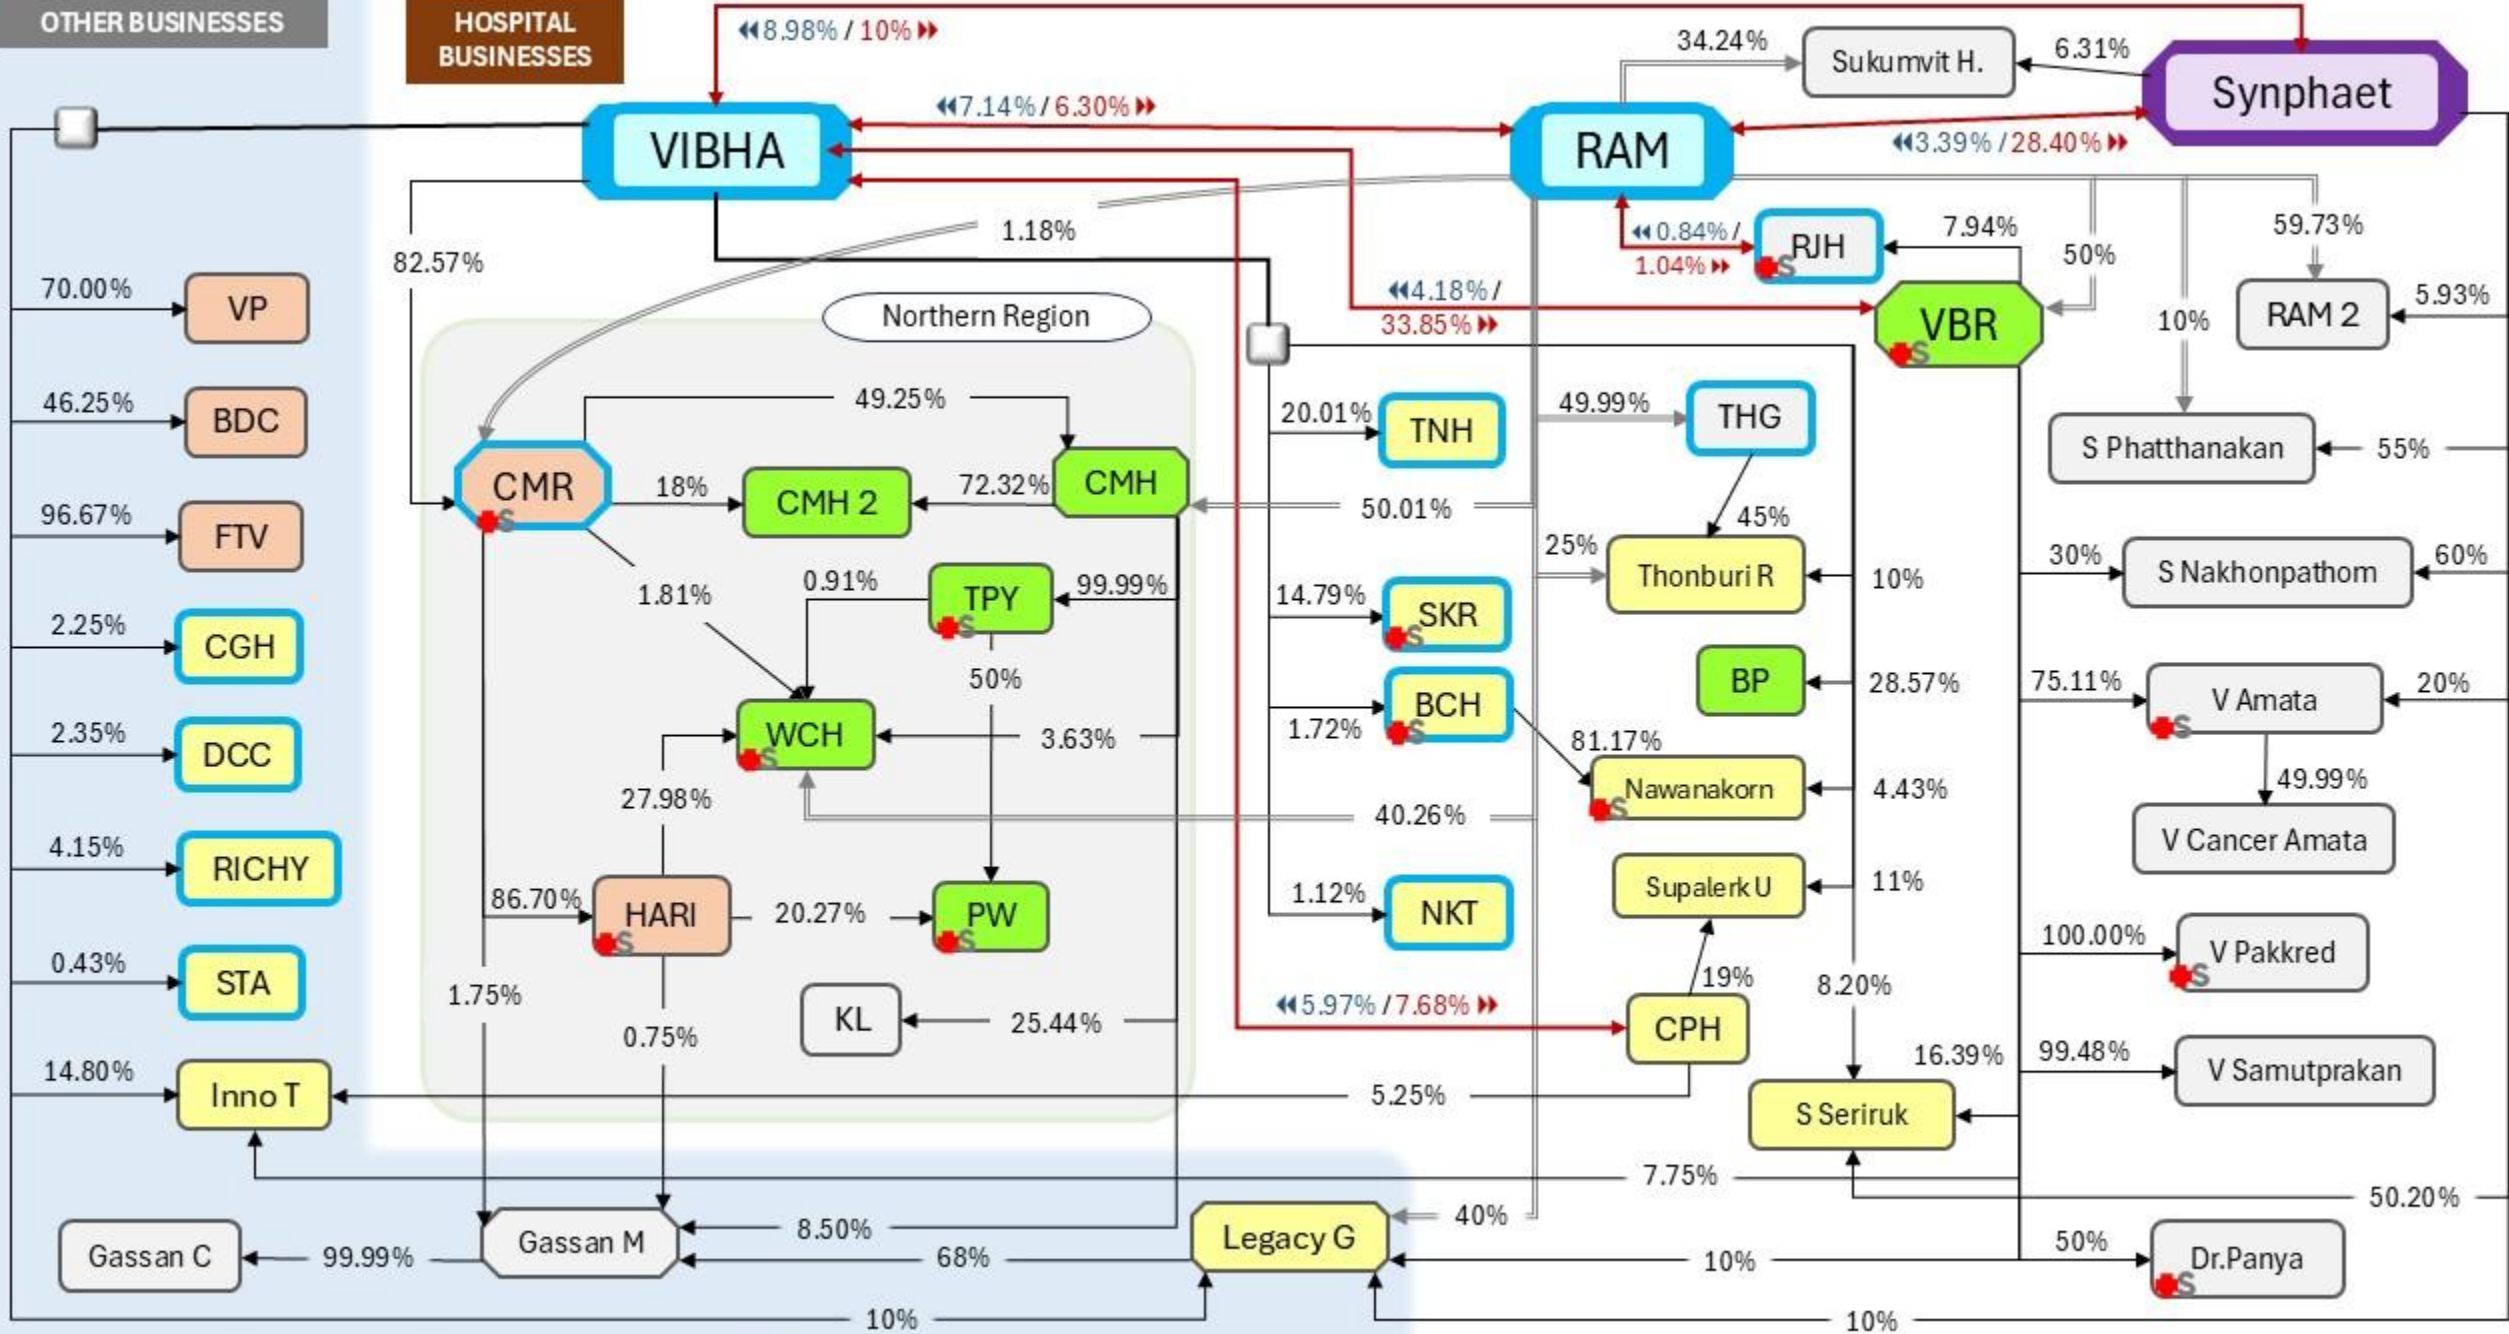 OTHER BUSINESSES
HOSPITAL
BUSINESSES
8.98% / 10%
34.24%
Sukumvit H.
6.31%
Synphaet
7.14% / 6.30%
VIBHA
RAM
3.39% / 28.40%
1.18%
82.57%
0.84% /
1.04%
RJH
7.94%
50%
59.73%
70.00%
VP
Northern Region
4.18% /
33.85%
VBR
10%
RAM 2
5.93%
46.25%
BDC
49.25%
20.01%
TNH
49.99%
THG
S Phatthanakan
55%
CMR
18%
CMH 2
72.32%
CMH
50.01%
45%
96.67%
FTV
25%
Thonburi R
10%
30%
S Nakhonpathom
60%
1.81%
0.91%
TPY
99.99%
14.79%
SKR
2.25%
CGH
50%
BP
28.57%
75.11%
V Amata
20%
2.35%
DCC
WCH
3.63%
BCH
1.72%
81.17%
Nawanakorn
4.43%
49.99%
27.98%
40.26%
V Cancer Amata
4.15%
RICHY
86.70%
HARI
20.27%
PW
1.12%
NKT
Supalerk U
11%
100.00%
V Pakkred
0.43%
STA
1.75%
0.75%
KL
25.44%
5.97% / 7.68%
19%
CPH
8.20%
16.39%
99.48%
V Samutprakan
14.80%
Inno T
5.25%
S Seriruk
7.75%
50.20%
Gassan C
99.99%
Gassan M
8.50%
68%
Legacy G
40%
10%
50%
Dr.Panya
10%
10%
S
S
S
S
S
S
S
S
S
S
S
S
S
S